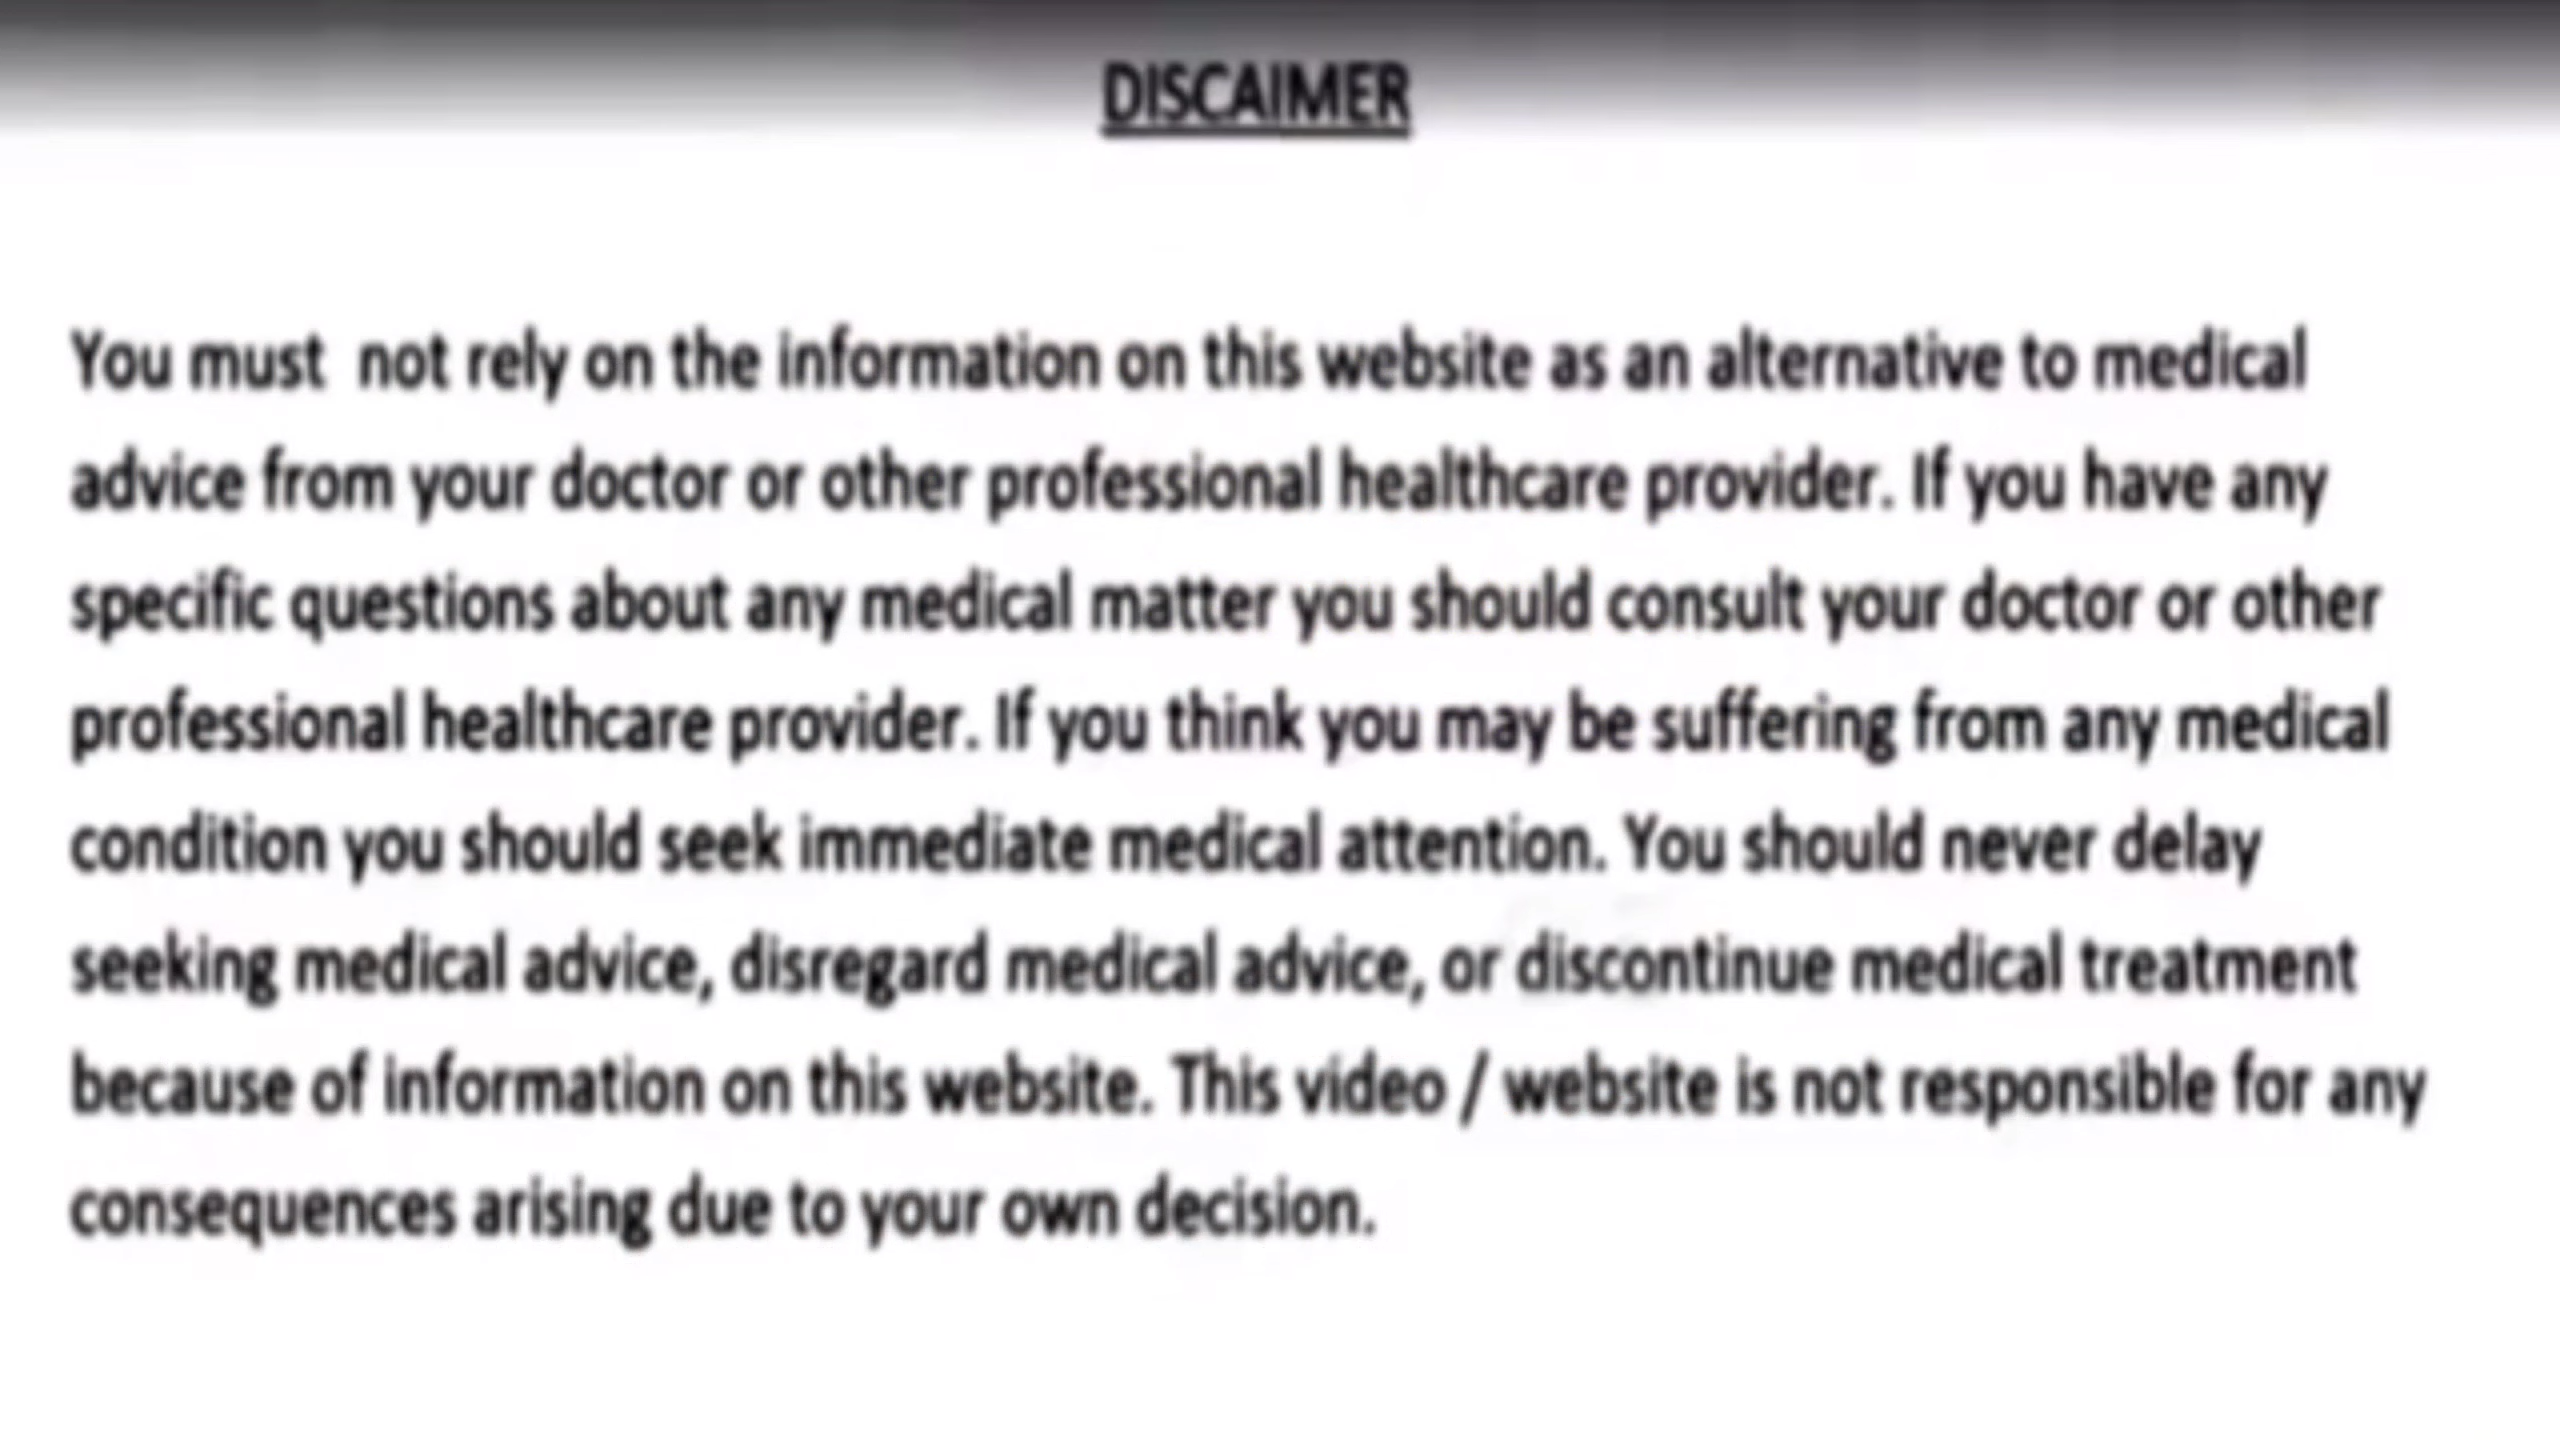 DISCAIMER
You must  not rely on the information on this website as an alternative to medical
advice from your doctor or other professional healthcare provider. If you have any
specific questions about any medical matter you should consult your doctor or other
professional healthcare provider. If you think you may be suffering from any medical
condition you should seek immediate medical attention. You should never delay
seeking medical advice, disregard medical advice, or discontinue medical treatment
because of information on this website. This video / website is not responsible for any
consequences arising due to your own decision.